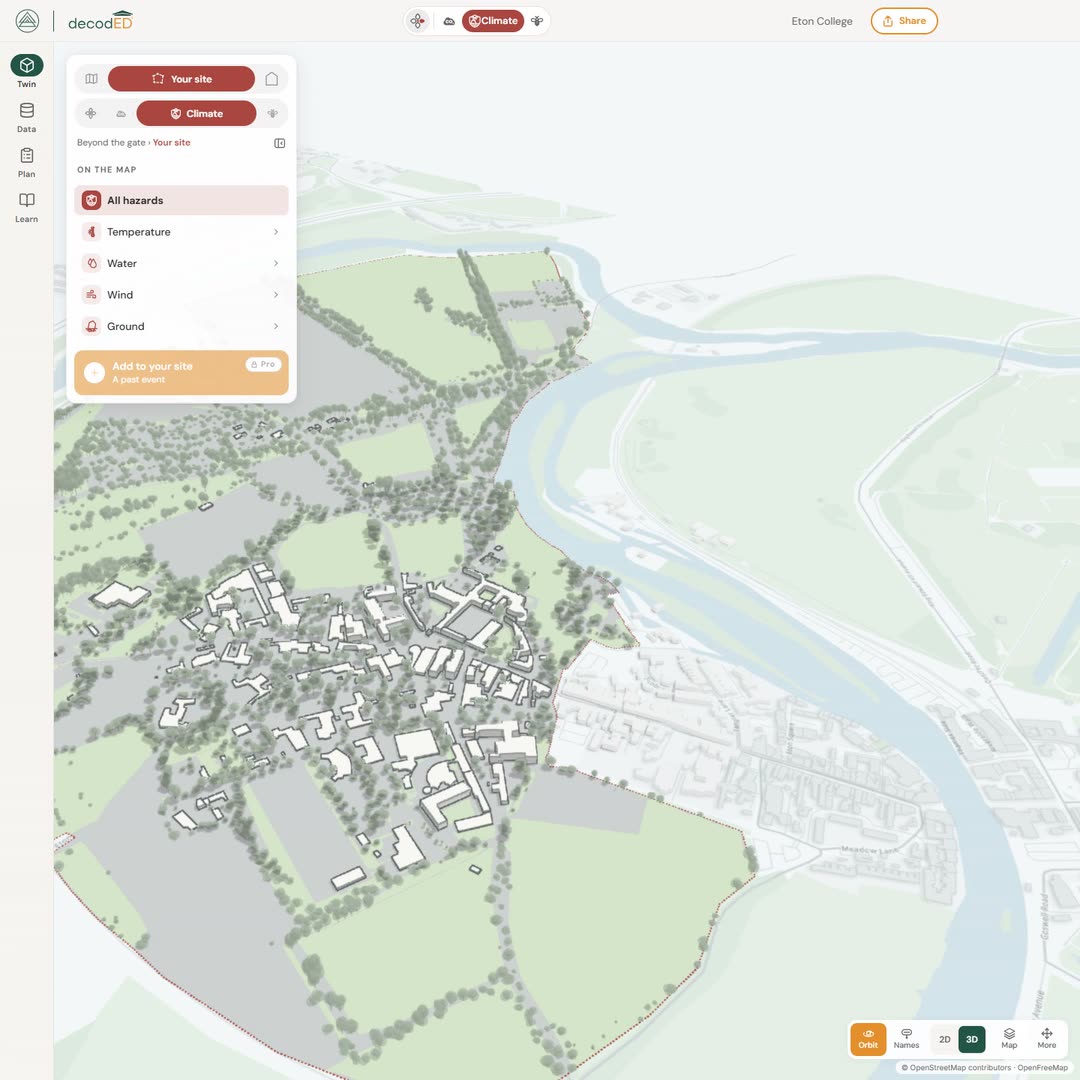 decodED
Climate
Eton College
Share
Twin
Data
Plan
Learn
Your site
Climate
Beyond the gate › Your site
ON THE MAP
All hazards
Temperature
Water
Wind
Ground
Add to your site
Pro
A past event
Meadow Lane
Orbit
Names
2D
3D
Map
More
© OpenStreetMap contributors · OpenFreeMap